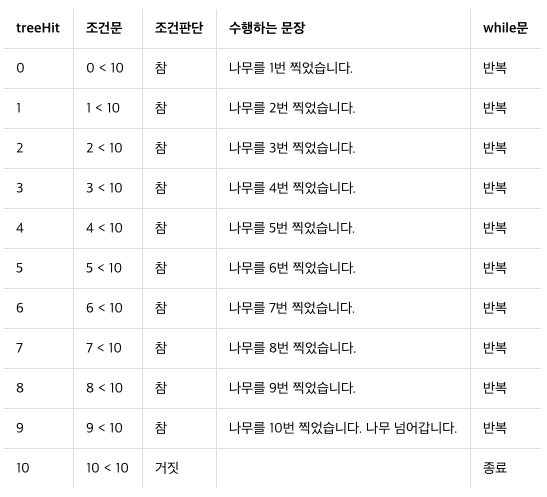 treeHit 조건문 조건판단 수행하는 문장 while문
0 0 < 10 참 나무를 1번 찍었습니다. 반복
1 1 < 10 참 나무를 2번 찍었습니다. 반복
2 2 < 10 참 나무를 3번 찍었습니다. 반복
3 3 < 10 참 나무를 4번 찍었습니다. 반복
4 4 < 10 참 나무를 5번 찍었습니다. 반복
5 5 < 10 참 나무를 6번 찍었습니다. 반복
6 6 < 10 참 나무를 7번 찍었습니다. 반복
7 7 < 10 참 나무를 8번 찍었습니다. 반복
8 8 < 10 참 나무를 9번 찍었습니다. 반복
9 9 < 10 참 나무를 10번 찍었습니다. 나무 넘어갑니다. 반복
10 10 < 10 거짓 종료